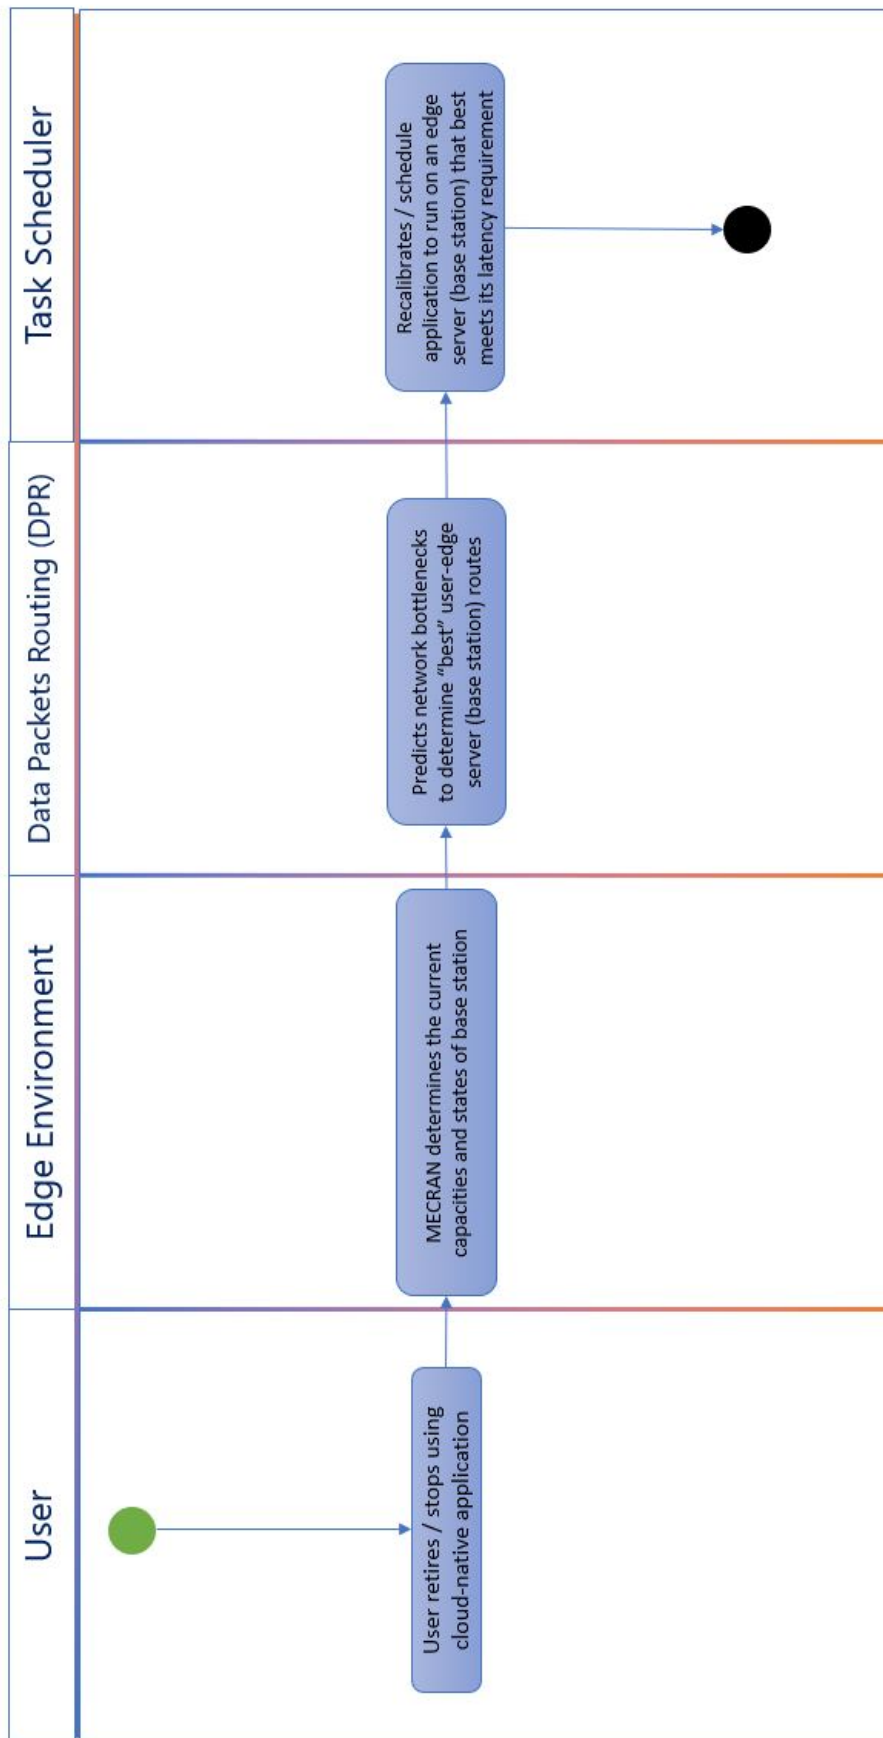 User
Edge Environment
Data Packets Routing (DPR)
Task Scheduler
User retires / stops using
cloud-native application
MECRAN determines the current
capacities and states of base station
Predicts network bottlenecks
to determine “best” user-edge
server (base station) routes
Recalibrates / schedule
application to run on an edge
server (base station) that best
meets its latency requirement